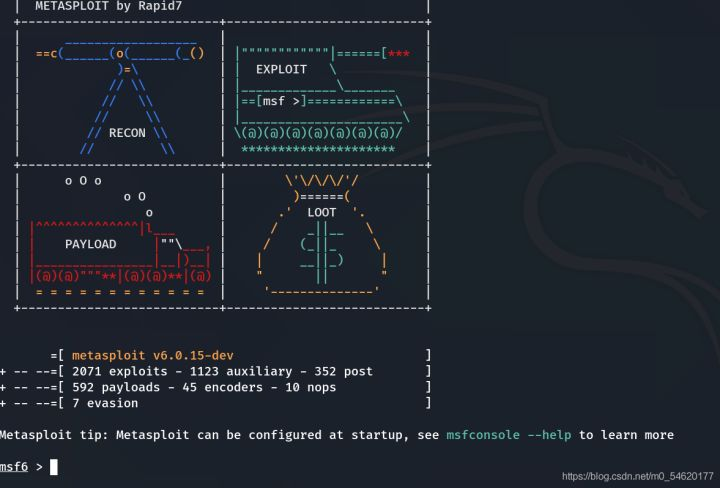 METASPLOIT by Rapid7
EXPLOIT
[msf >]
RECON
o O o
o O
o
PAYLOAD
LOOT
=[ metasploit v6.0.15-dev ]
+ -- --=[ 2071 exploits - 1123 auxiliary - 352 post ]
+ -- --=[ 592 payloads - 45 encoders - 10 nops ]
+ -- --=[ 7 evasion ]
Metasploit tip: Metasploit can be configured at startup, see msfconsole --help to learn more
msf6 >
https://blog.csdn.net/m0_54620177